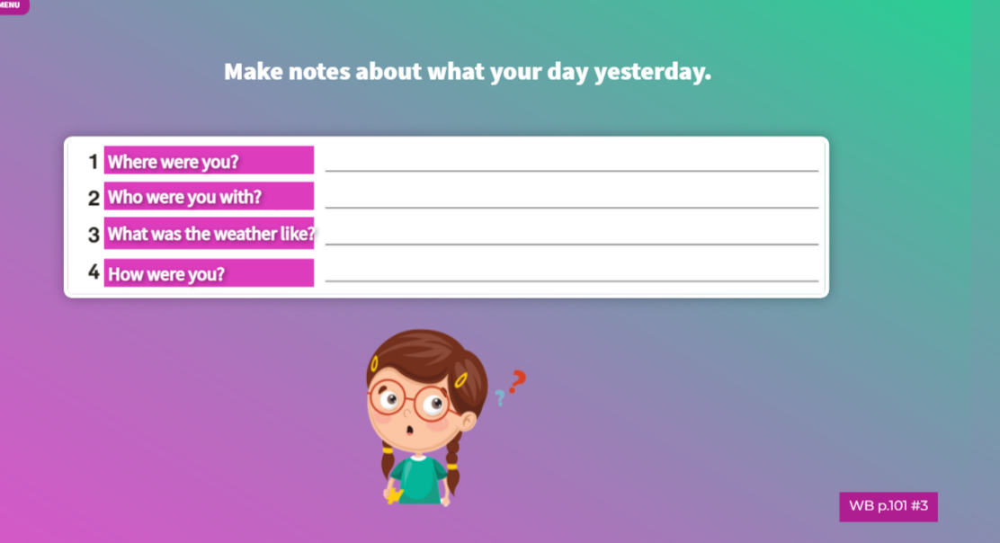 MENU
Make notes about what your day yesterday.
1 Where were you?
2 Who were you with?
3 What was the weather like?
4 How were you?
? ?
WB p.101 #3